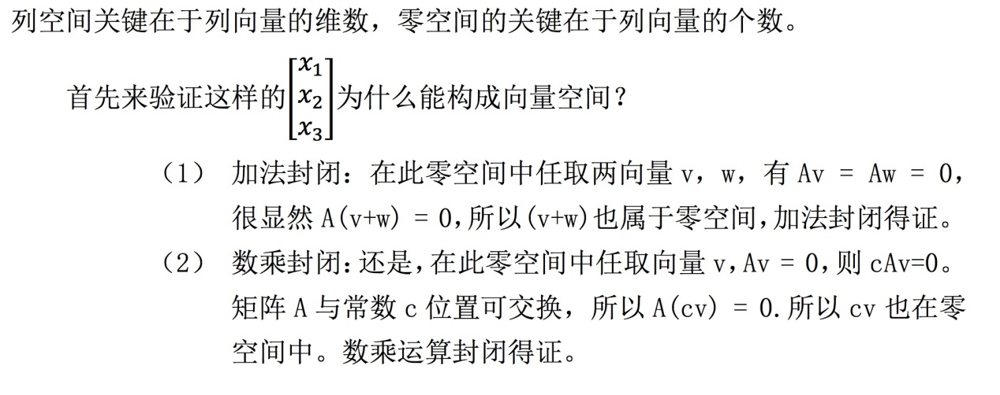 列空间关键在于列向量的维数，零空间的关键在于列向量的个数。
首先来验证这样的[x₁ x₂ x₃]为什么能构成向量空间？
（1） 加法封闭：在此零空间中任取两向量 v，w，有 Av = Aw = 0，
很显然 A(v+w) = 0，所以(v+w)也属于零空间，加法封闭得证。
（2） 数乘封闭：还是，在此零空间中任取向量 v，Av = 0，则 cAv=0。
矩阵 A 与常数 c 位置可交换，所以 A(cv) = 0.所以 cv 也在零
空间中。数乘运算封闭得证。